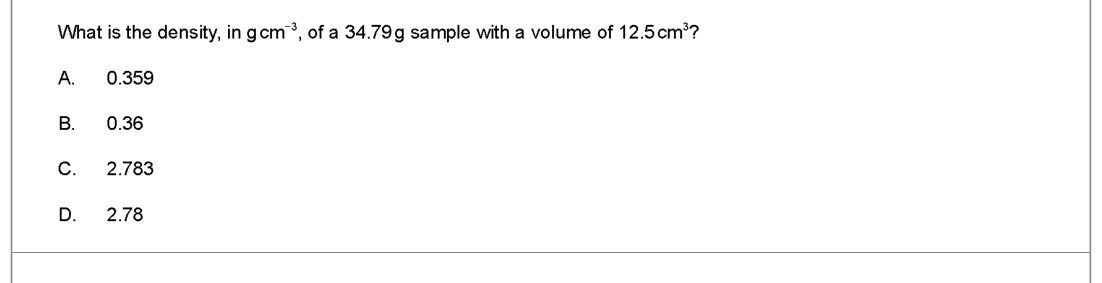 What is the density, in g cm⁻³, of a 34.79 g sample with a volume of 12.5 cm³?
A. 0.359
B. 0.36
C. 2.783
D. 2.78